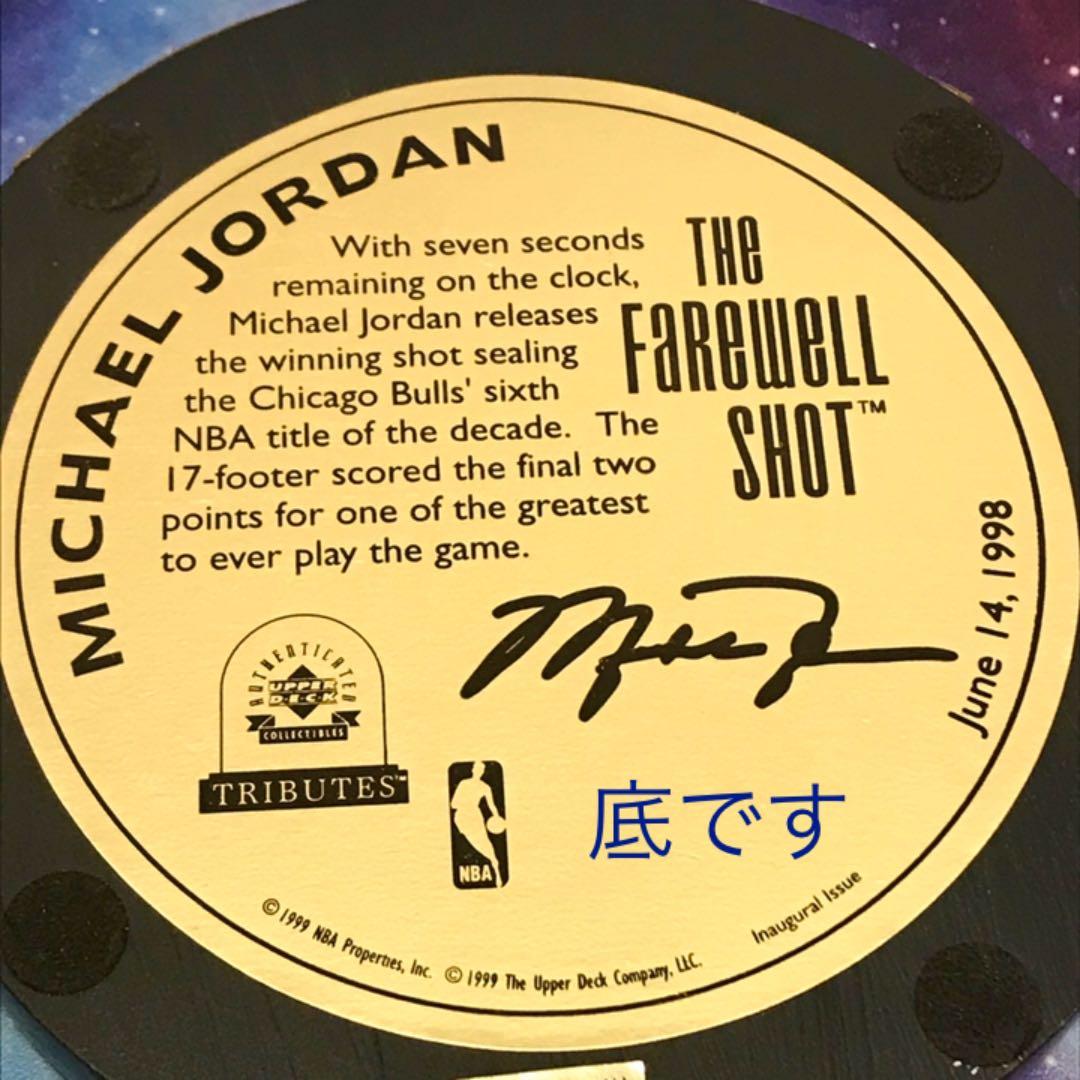 MICHAEL JORDAN
With seven seconds
remaining on the clock,
Michael Jordan releases
the winning shot sealing
the Chicago Bulls' sixth
NBA title of the decade. The
17-footer scored the final two
points for one of the greatest
to ever play the game.
THE
FAREWELL
SHOT™
June 14, 1998
AUTHENTICATED
UPPER
DECK
COLLECTIBLES
TRIBUTES™
NBA
底です
© 1999 NBA Properties, Inc. © 1999 The Upper Deck Company, LLC.
Inaugural Issue